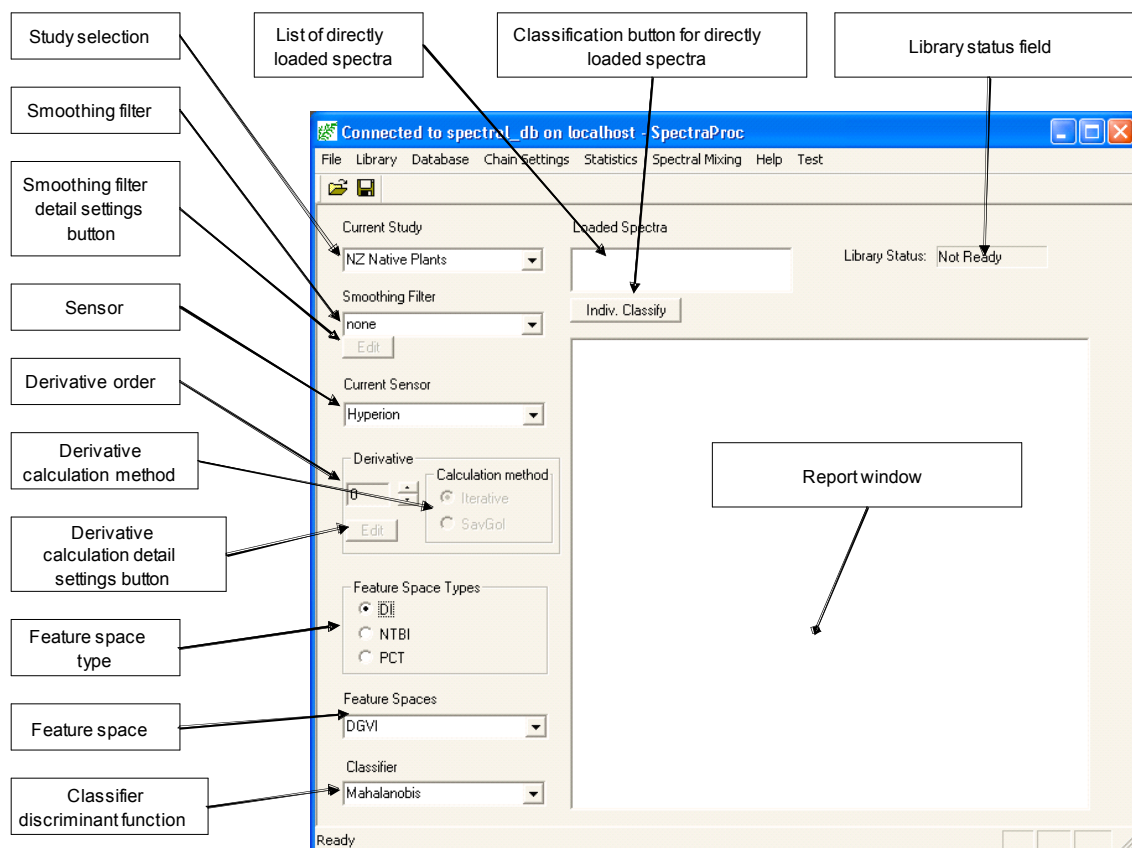 Study selection
List of directly
loaded spectra
Classification button for directly
loaded spectra
Library status field
Smoothing filter
Smoothing filter
detail settings
button
Sensor
Derivative order
Derivative
calculation method
Derivative
calculation detail
settings button
Feature space
type
Feature space
Classifier
discriminant function
Connected to spectral_db on localhost - SpectraProc
File Library Database Chain Settings Statistics Spectral Mixing Help Test
Current Study
NZ Native Plants
Smoothing Filter
none
Edit
Current Sensor
Hyperion
Derivative
0
Edit
Calculation method
Iterative
SavGol
Feature Space Types
DI
NTBI
PCT
Feature Spaces
DGVI
Classifier
Mahalanobis
Loaded Spectra
Indiv. Classify
Library Status: Not Ready
Report window
Ready